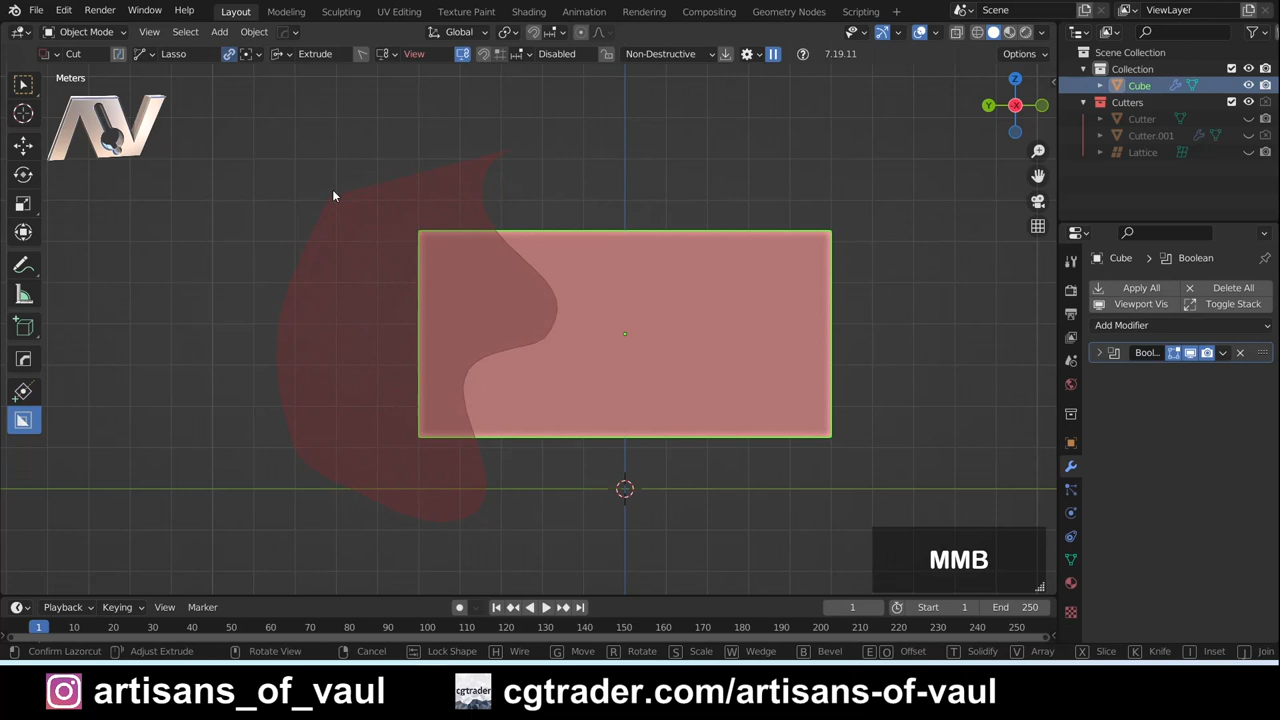 File Edit Render Window Help Layout Modeling Sculpting UV Editing Texture Paint Shading Animation Rendering Compositing Geometry Nodes Scripting + Scene ViewLayer
Object Mode View Select Add Object Global
Cut Lasso Extrude View Disabled Non-Destructive 7.19.11 Options
Meters
AV
Z
Y
-X
Scene Collection
Collection
Cube
Cutters
Cutter
Cutter.001
Lattice
Cube > Boolean
Apply All Delete All
Viewport Vis Toggle Stack
Add Modifier
Bool...
MMB
Playback Keying View Marker 1 Start 1 End 250
1 10 20 30 40 50 60 70 80 90 100 110 120 130 140 150 160 170 180 190 200 210 220 230 240 250
Confirm Lazorcut Adjust Extrude Rotate View Cancel Lock Shape H Wire G Move R Rotate S Scale W Wedge B Bevel E O Offset T Solidify V Array X Slice K Knife I Inset J Join
artisans_of_vaul cgtrader cgtrader.com/artisans-of-vaul